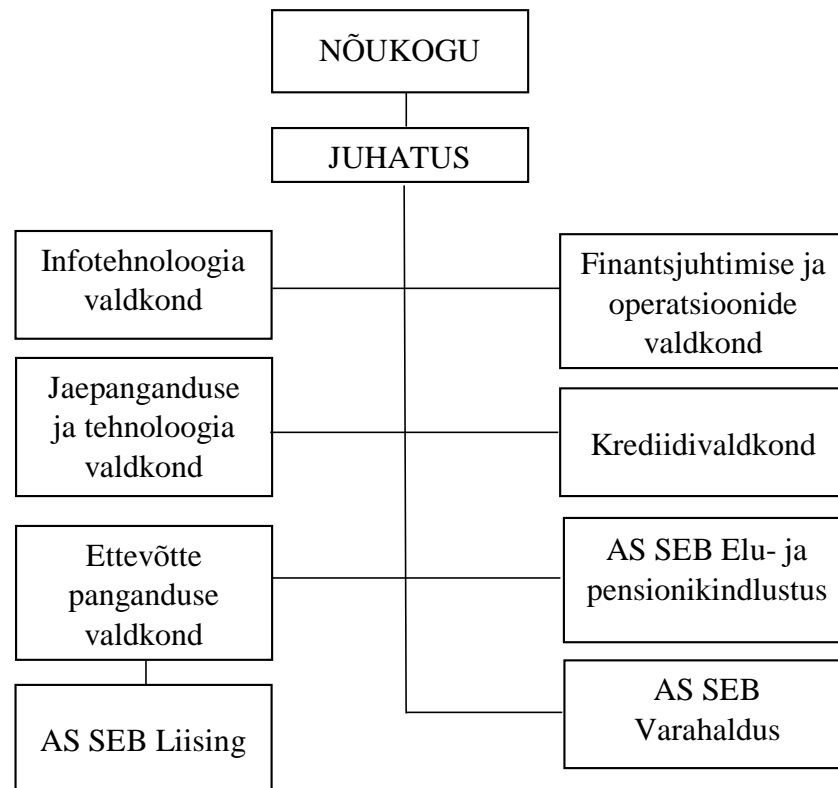 NÕUKOGU
JUHATUS
Infotehnoloogia
valdkond
Finantsjuhtimise ja
operatsioonide
valdkond
Jaepanganduse
ja tehnoloogia
valdkond
Krediidivaldkond
Ettevõtte
panganduse
valdkond
AS SEB Elu- ja
pensionikindlustus
AS SEB Liising
AS SEB
Varahaldus